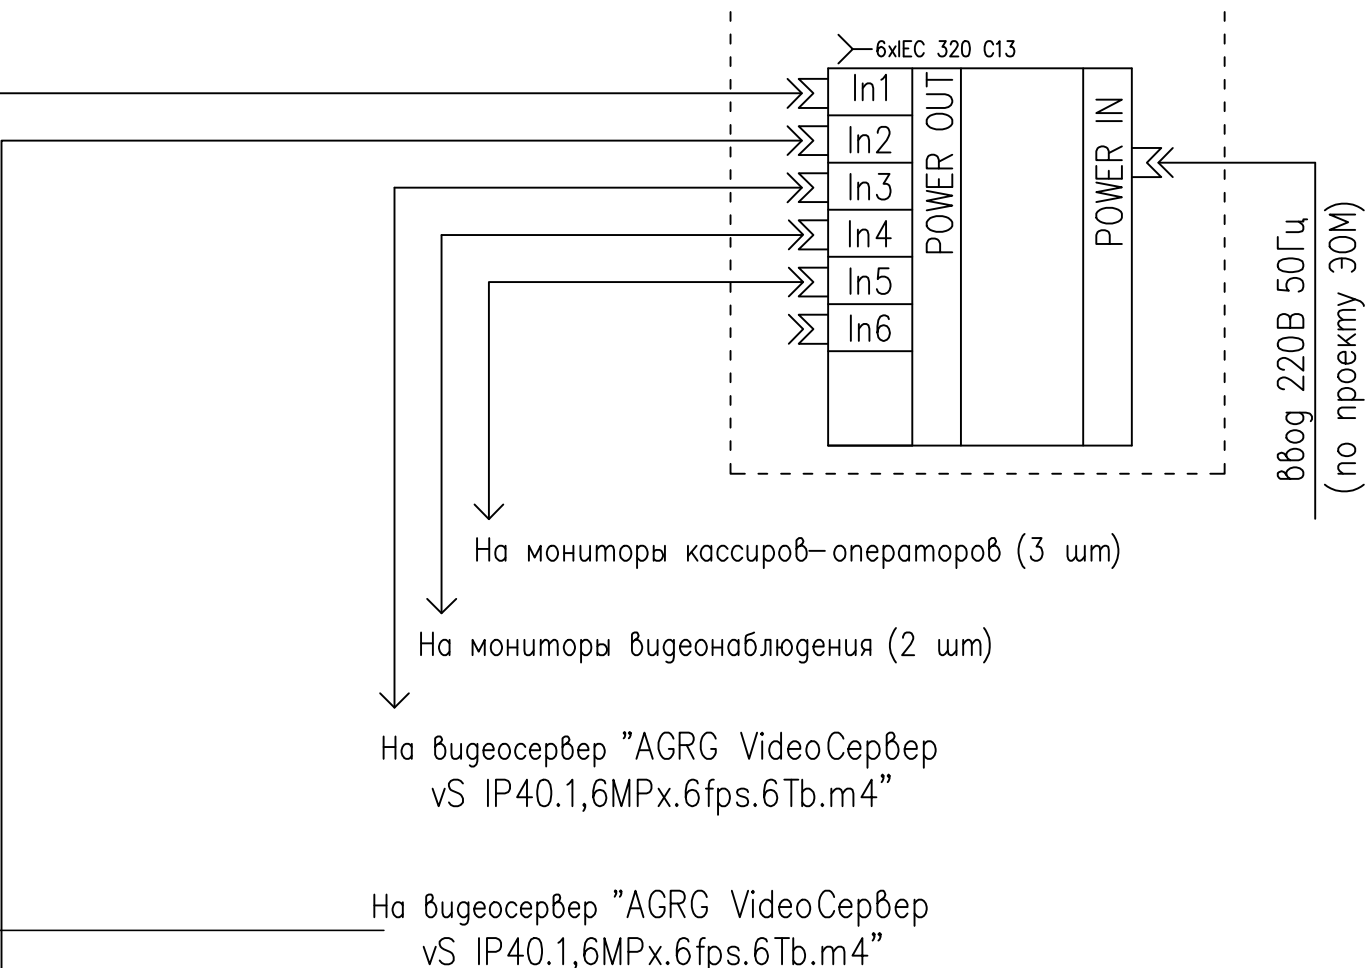 6xIEC 320 C13
In1
In2
In3
In4
In5
In6
POWER OUT
POWER IN
Ввод 220В 50Гц
(по проекту ЭОМ)
На мониторы кассиров-операторов (3 шт)
На мониторы видеонаблюдения (2 шт)
На видеосервер "AGRG VideoСервер
vS IP40.1,6MPx.6fps.6Tb.m4"
На видеосервер "AGRG VideoСервер
vS IP40.1,6MPx.6fps.6Tb.m4"